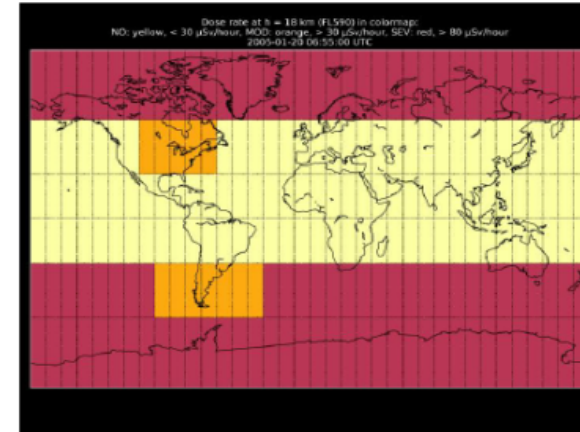 Dose rate at h = 18 km (FL590) in colormap:
NO: yellow, < 30 µSv/hour, MOD: orange, > 30 µSv/hour, SEV: red, > 80 µSv/hour
2005-01-20 06:55:00 UTC